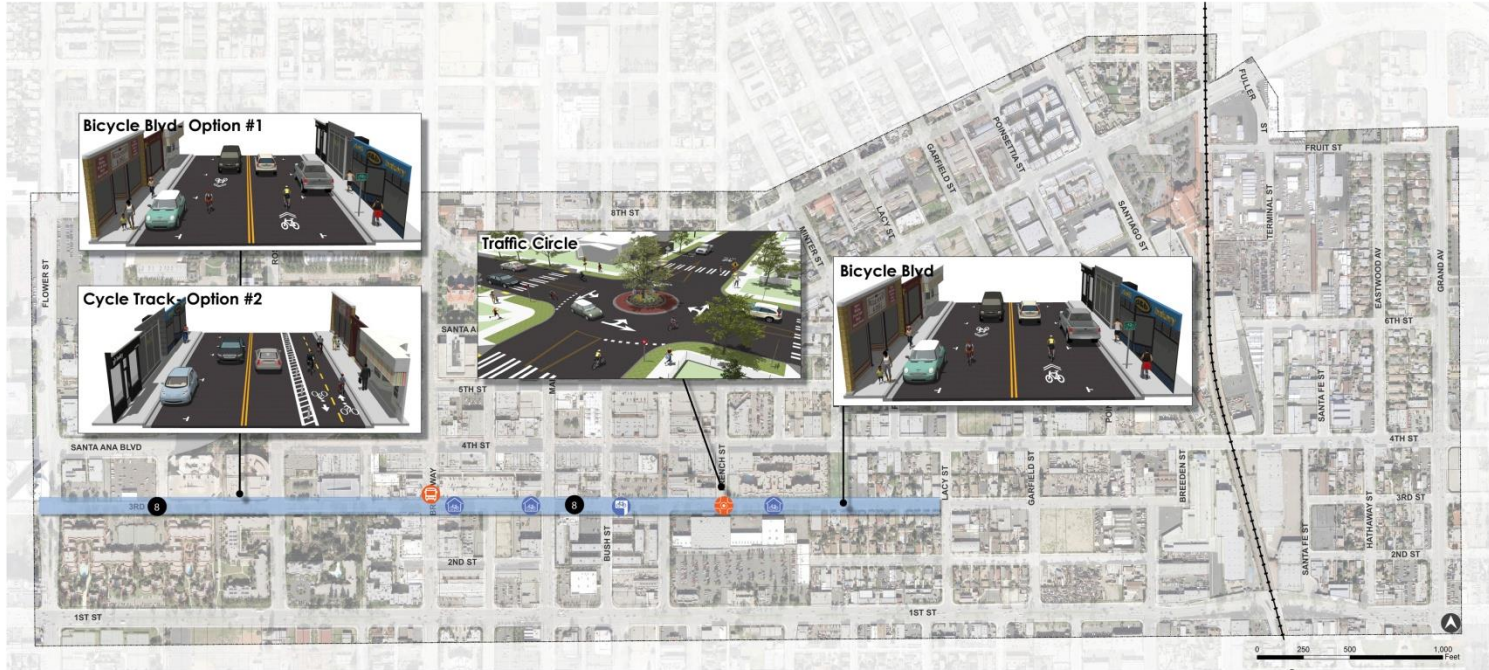 Bicycle Blvd- Option #1
Cycle Track- Option #2
Traffic Circle
Bicycle Blvd
FULLER ST
FRUIT ST
POINSETTIA ST
GARFIELD ST
LACY ST
MINTER ST
SANTIAGO ST
TERMINAL ST
EASTWOOD AV
GRAND AV
FLOWER ST
8TH ST
6TH ST
5TH ST
SANTA FE ST
SANTA ANA BLVD
4TH ST
4TH ST
3RD
8
8
BUSH ST
LACY ST
GARFIELD ST
BREEDEN ST
3RD ST
HATHAWAY ST
SANTA FE ST
2ND ST
2ND ST
1ST ST
1ST ST
0 250 500 1,000
Feet